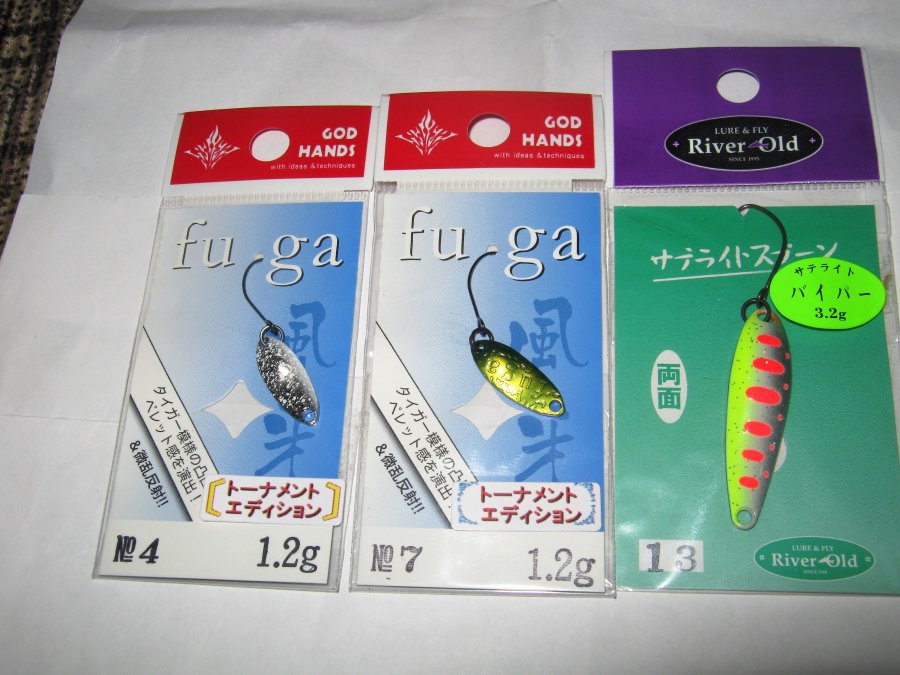 GOD
HANDS
with ideas & techniques
fu ga
風光
タイガー模様の凸凹
ペレット感を演出!
&微乱反射!!
トーナメント
エディション
№4
1.2g
GOD
HANDS
with ideas & techniques
fu ga
風光
タイガー模様の凸凹
ペレット感を演出!
&微乱反射!!
トーナメント
エディション
№7
1.2g
LURE & FLY
River Old
SINCE 1995
サテライトスプーン
サテライト
バイパー
3.2g
両面
13
LURE & FLY
River Old
SINCE 1995